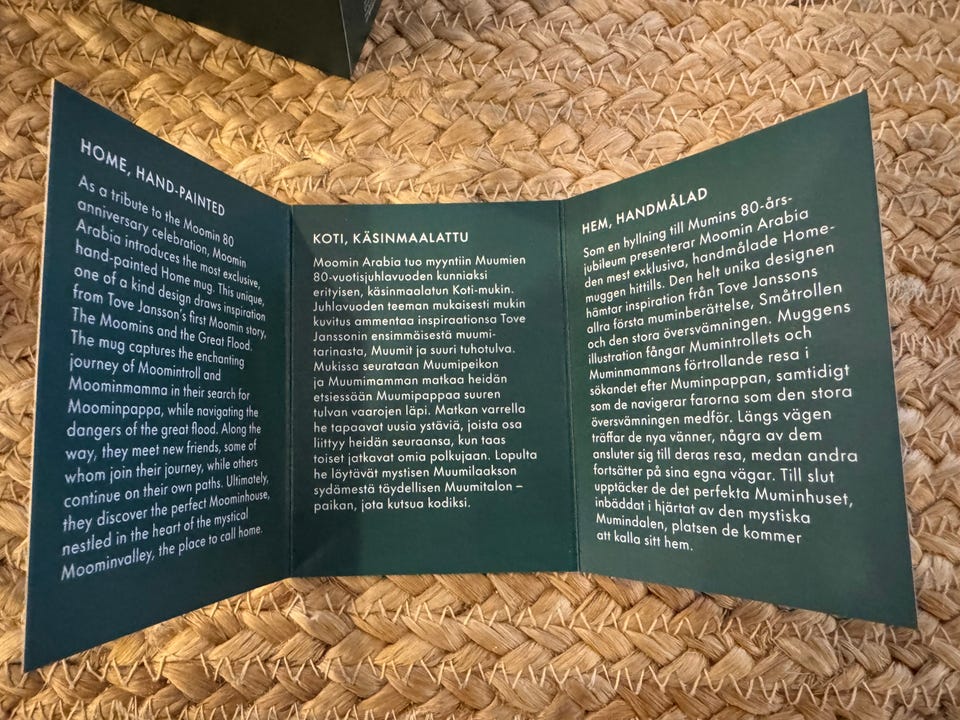 HOME, HAND-PAINTED
As a tribute to the Moomin 80
anniversary celebration, Moomin
Arabia introduces the most exclusive,
hand-painted Home mug. This unique,
one of a kind design draws inspiration
from Tove Jansson's first Moomin story,
The Moomins and the Great Flood.
The mug captures the enchanting
journey of Moomintroll and
Moominmamma in their search for
Moominpappa, while navigating the
dangers of the great flood. Along the
way, they meet new friends, some of
whom join their journey, while others
continue on their own paths. Ultimately,
they discover the perfect Moominhouse,
nestled in the heart of the mystical
Moominvalley, the place to call home.
KOTI, KÄSINMAALATTU
Moomin Arabia tuo myyntiin Muumien
80-vuotisjuhlavuoden kunniaksi
erityisen, käsinmaalatun Koti-mukin.
Juhlavuoden teeman mukaisesti mukin
kuvitus ammentaa inspiraationsa Tove
Janssonin ensimmäisestä muumi-
tarinasta, Muumit ja suuri tuhotulva.
Mukissa seurataan Muumipeikon
ja Muumimamman matkaa heidän
etsiessään Muumipappaa suuren
tulvan vaarojen läpi. Matkan varrella
he tapaavat uusia ystäviä, joista osa
liittyy heidän seuraansa, kun taas
toiset jatkavat omia polkujaan. Lopulta
he löytävät mystisen Muumilaakson
sydämestä täydellisen Muumitalon –
paikan, jota kutsua kodiksi.
HEM, HANDMÅLAD
Som en hyllning till Mumins 80-års-
jubileum presenterar Moomin Arabia
den mest exklusiva, handmålade Home-
muggen hittills. Den helt unika designen
hämtar inspiration från Tove Janssons
allra första muminberättelse, Småtrollen
och den stora översvämningen. Muggens
illustration fångar Mumintrollets och
Muminmammans förtrollande resa i
sökandet efter Muminpappan, samtidigt
som de navigerar farorna som den stora
översvämningen medför. Längs vägen
träffar de nya vänner, några av dem
ansluter sig till deras resa, medan andra
fortsätter på sina egna vägar. Till slut
upptäcker de det perfekta Muminhuset,
inbäddat i hjärtat av den mystiska
Mumindalen, platsen de kommer
att kalla sitt hem.